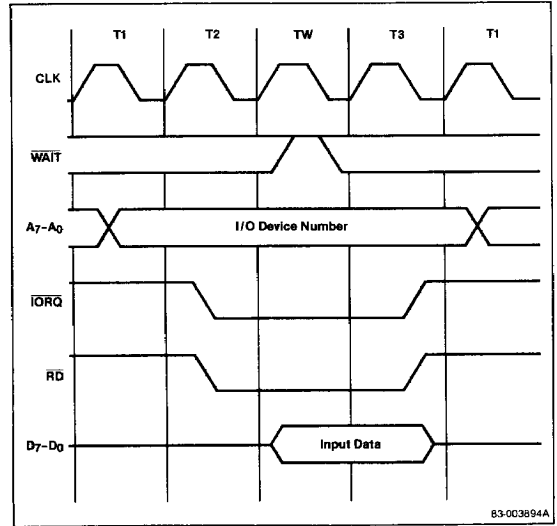 T1 T2 TW T3 T1
CLK
WAIT
A7-A0 I/O Device Number
IORQ
RD
D7-D0 Input Data
83-003894A